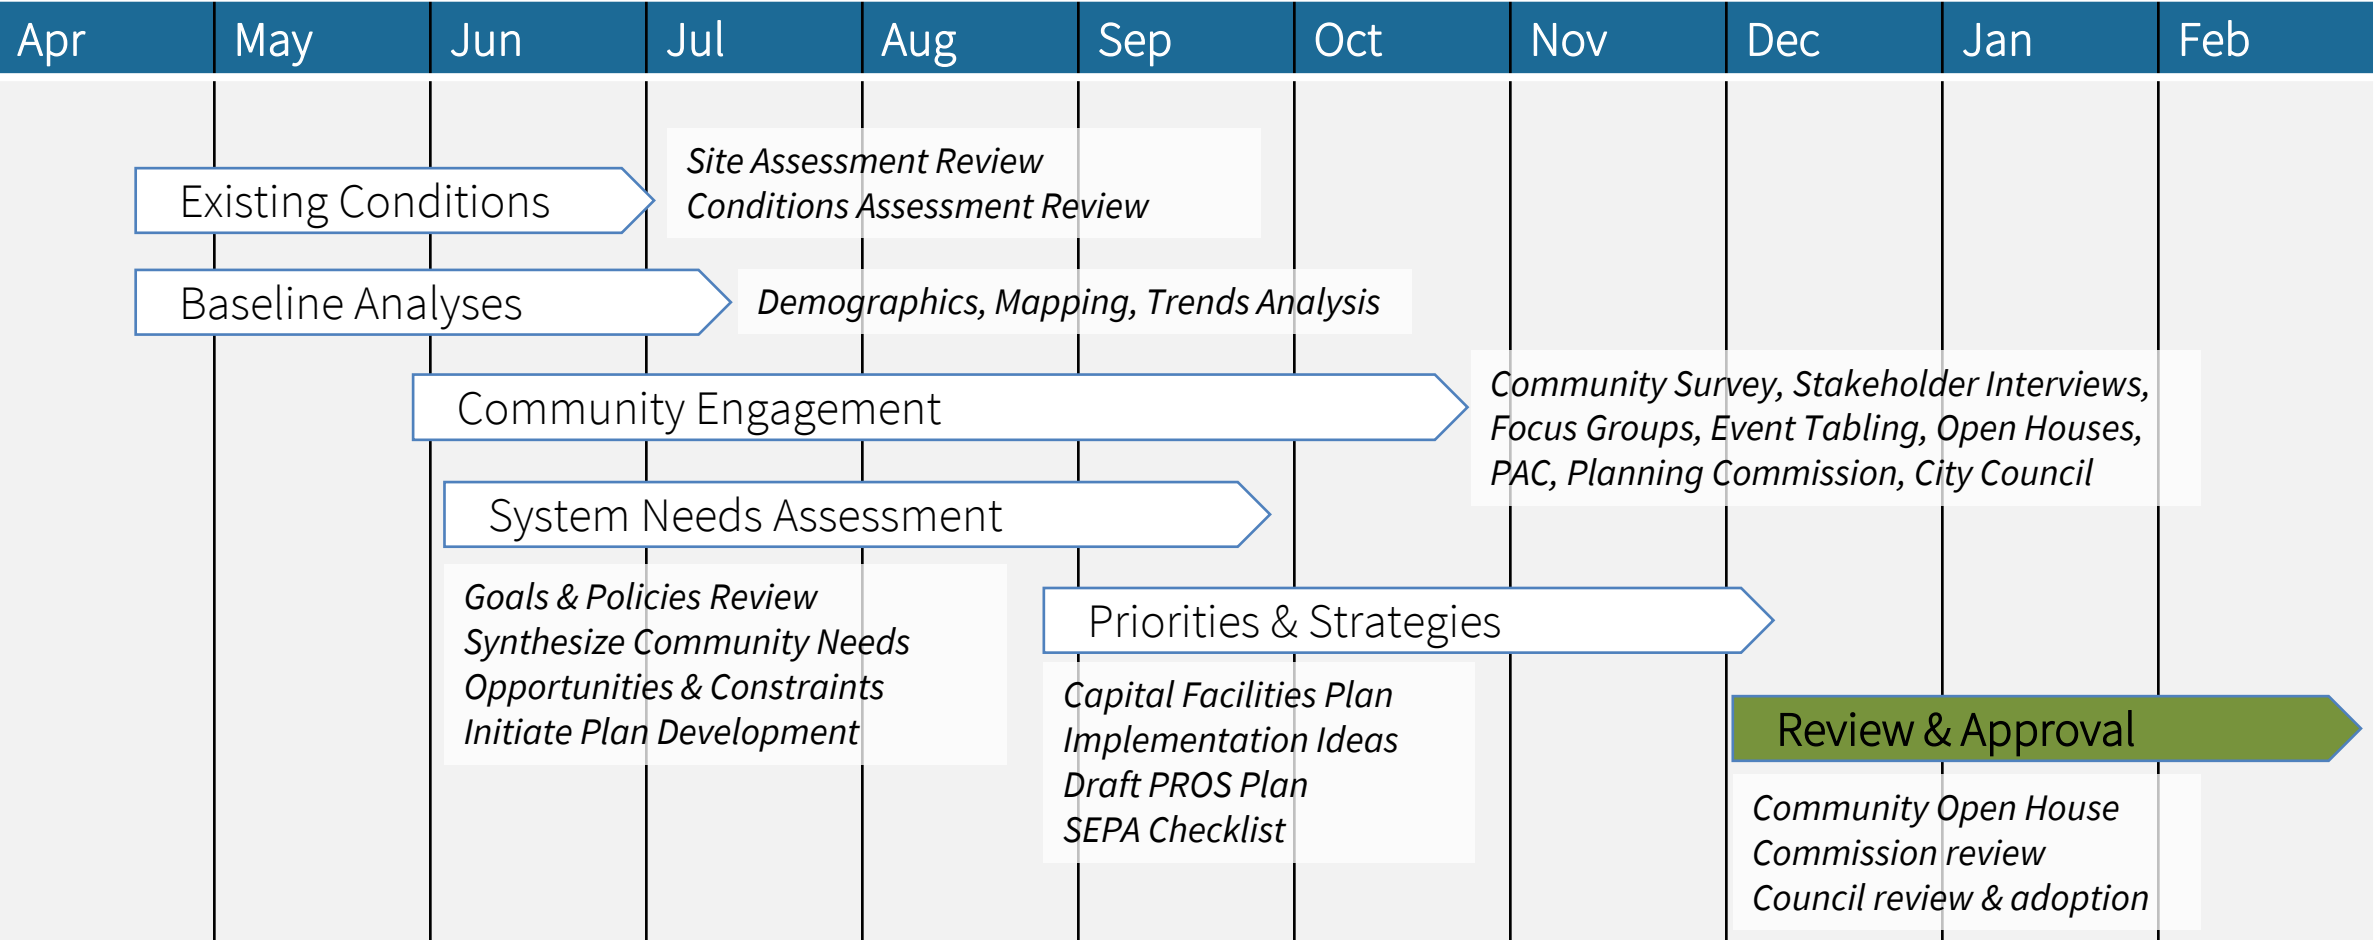 Apr May Jun Jul Aug Sep Oct Nov Dec Jan Feb
Existing Conditions
Site Assessment Review
Conditions Assessment Review
Baseline Analyses
Demographics, Mapping, Trends Analysis
Community Engagement
Community Survey, Stakeholder Interviews,
Focus Groups, Event Tabling, Open Houses,
PAC, Planning Commission, City Council
System Needs Assessment
Goals & Policies Review
Synthesize Community Needs
Opportunities & Constraints
Initiate Plan Development
Priorities & Strategies
Capital Facilities Plan
Implementation Ideas
Draft PROS Plan
SEPA Checklist
Review & Approval
Community Open House
Commission review
Council review & adoption